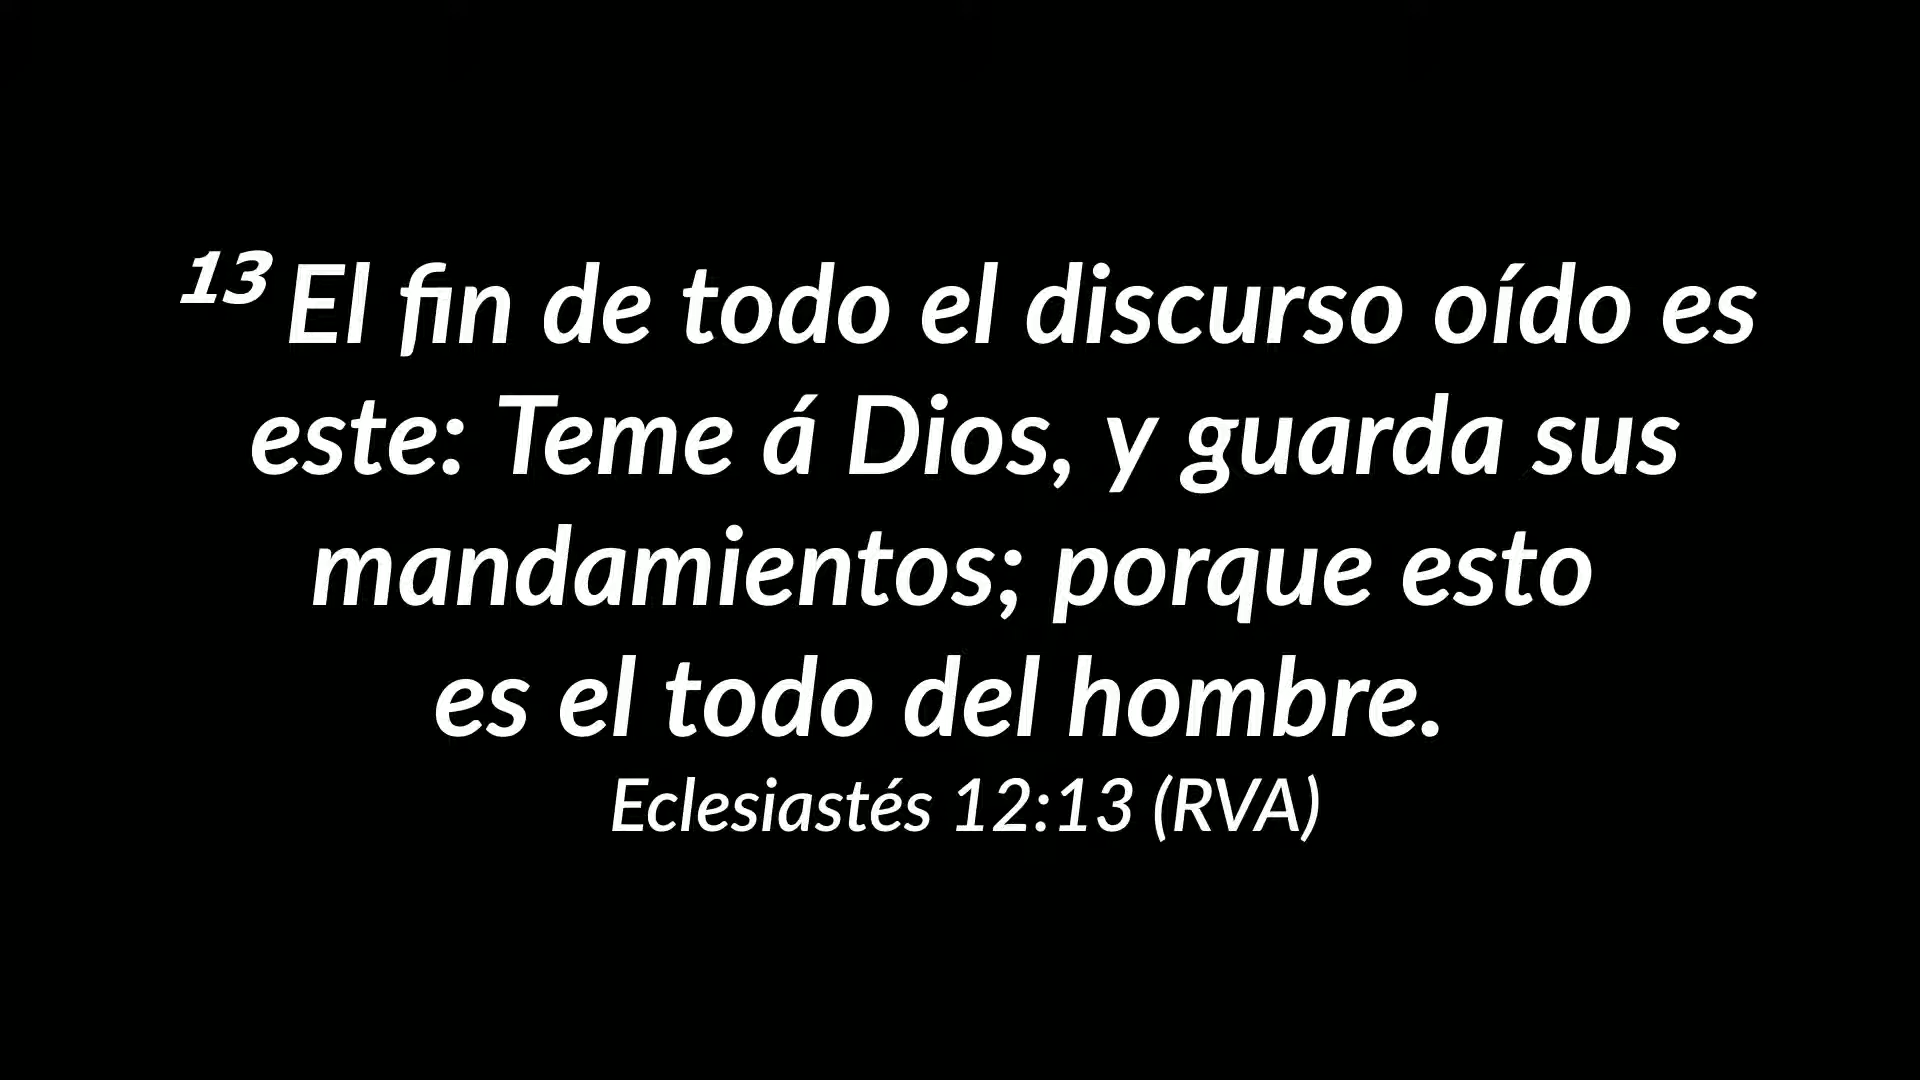 13 El fin de todo el discurso oído es
este: Teme á Dios, y guarda sus
mandamientos; porque esto
es el todo del hombre.
Eclesiastés 12:13 (RVA)